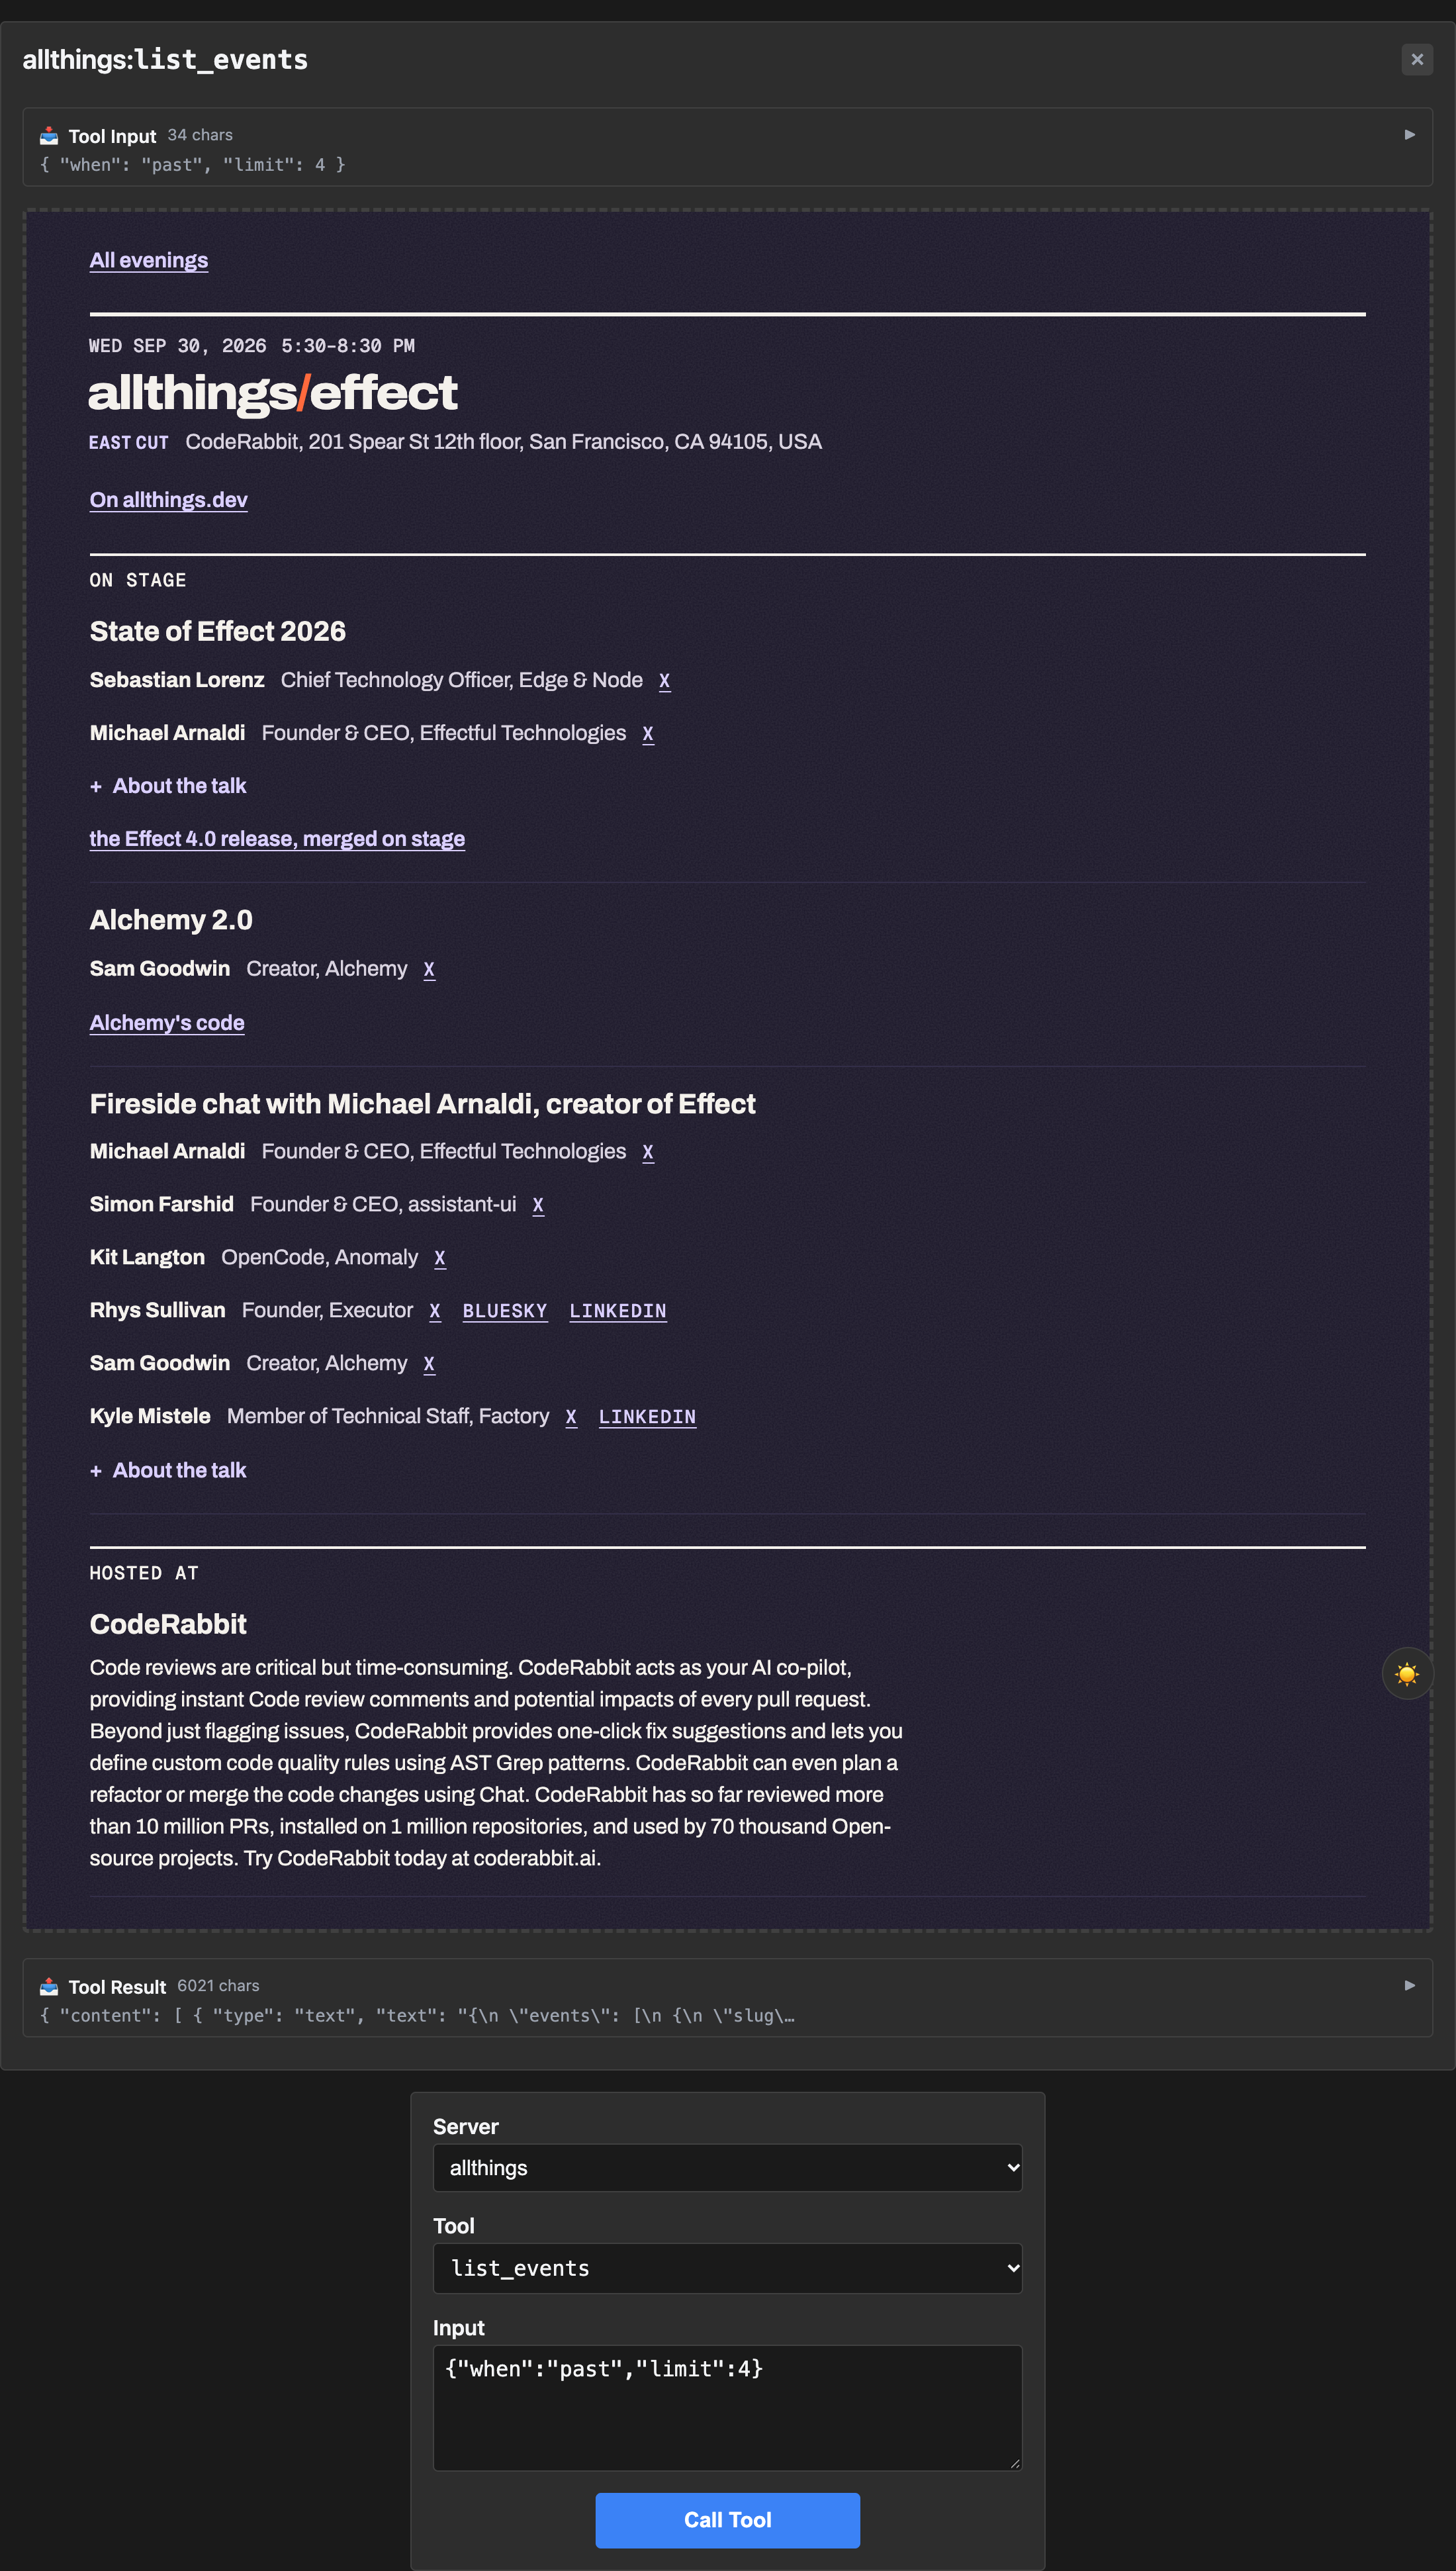 allthings:list_events
×
Tool Input 34 chars
{ "when": "past", "limit": 4 }
All evenings
WED SEP 30, 2026 5:30–8:30 PM
allthings/effect
EAST CUT CodeRabbit, 201 Spear St 12th floor, San Francisco, CA 94105, USA
On allthings.dev
ON STAGE
State of Effect 2026
Sebastian Lorenz Chief Technology Officer, Edge & Node X
Michael Arnaldi Founder & CEO, Effectful Technologies X
+ About the talk
the Effect 4.0 release, merged on stage
Alchemy 2.0
Sam Goodwin Creator, Alchemy X
Alchemy's code
Fireside chat with Michael Arnaldi, creator of Effect
Michael Arnaldi Founder & CEO, Effectful Technologies X
Simon Farshid Founder & CEO, assistant-ui X
Kit Langton OpenCode, Anomaly X
Rhys Sullivan Founder, Executor X BLUESKY LINKEDIN
Sam Goodwin Creator, Alchemy X
Kyle Mistele Member of Technical Staff, Factory X LINKEDIN
+ About the talk
HOSTED AT
CodeRabbit
Code reviews are critical but time-consuming. CodeRabbit acts as your AI co-pilot,
providing instant Code review comments and potential impacts of every pull request.
Beyond just flagging issues, CodeRabbit provides one-click fix suggestions and lets you
define custom code quality rules using AST Grep patterns. CodeRabbit can even plan a
refactor or merge the code changes using Chat. CodeRabbit has so far reviewed more
than 10 million PRs, installed on 1 million repositories, and used by 70 thousand Open-
source projects. Try CodeRabbit today at coderabbit.ai.
Tool Result 6021 chars
{ "content": [ { "type": "text", "text": "{\n \"events\": [\n {\n \"slug\…
Server
allthings
Tool
list_events
Input
{"when":"past","limit":4}
Call Tool